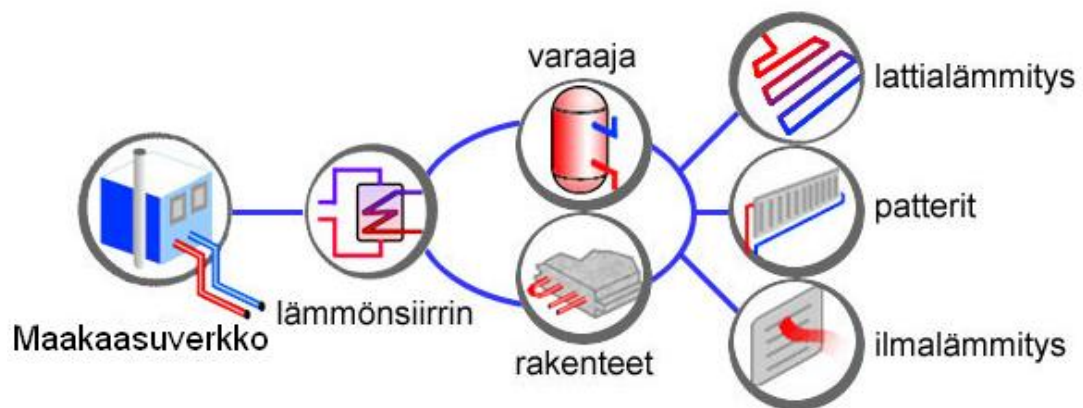 Maakaasuverkko
lämmönsiirrin
varaaja
rakenteet
lattialämmitys
patterit
ilmalämmitys